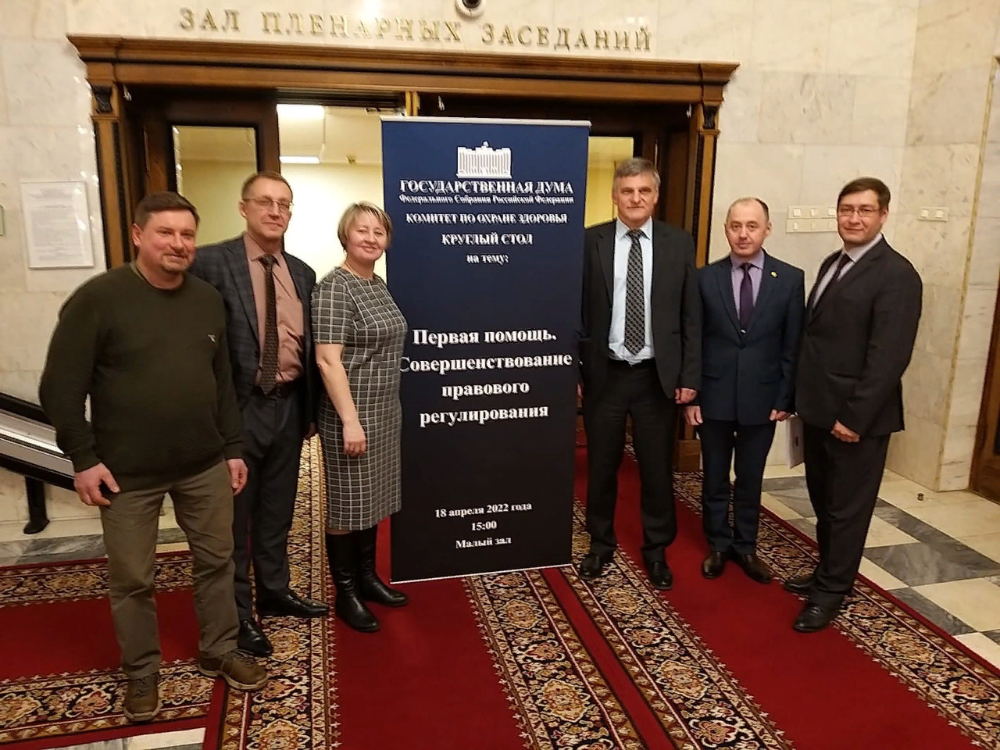 ЗАЛ ПЛЕНАРНЫХ ЗАСЕДАНИЙ
ГОСУДАРСТВЕННАЯ ДУМА
Федерального Собрания Российской Федерации
КОМИТЕТ ПО ОХРАНЕ ЗДОРОВЬЯ
КРУГЛЫЙ СТОЛ
на тему:
Первая помощь.
Совершенствование
правового
регулирования
18 апреля 2022 года
15:00
Малый зал